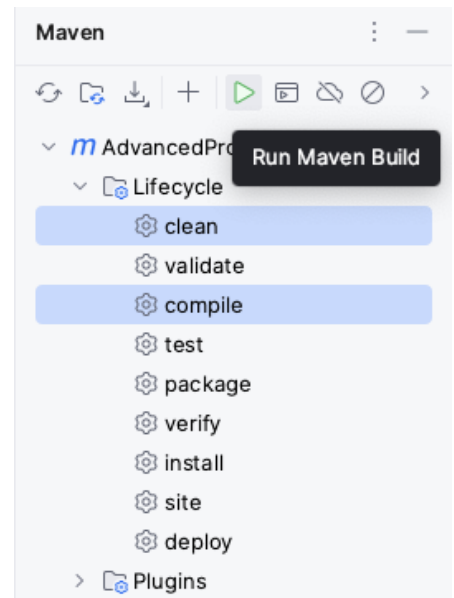 Maven
m AdvancedPro
Run Maven Build
Lifecycle
clean
validate
compile
test
package
verify
install
site
deploy
Plugins